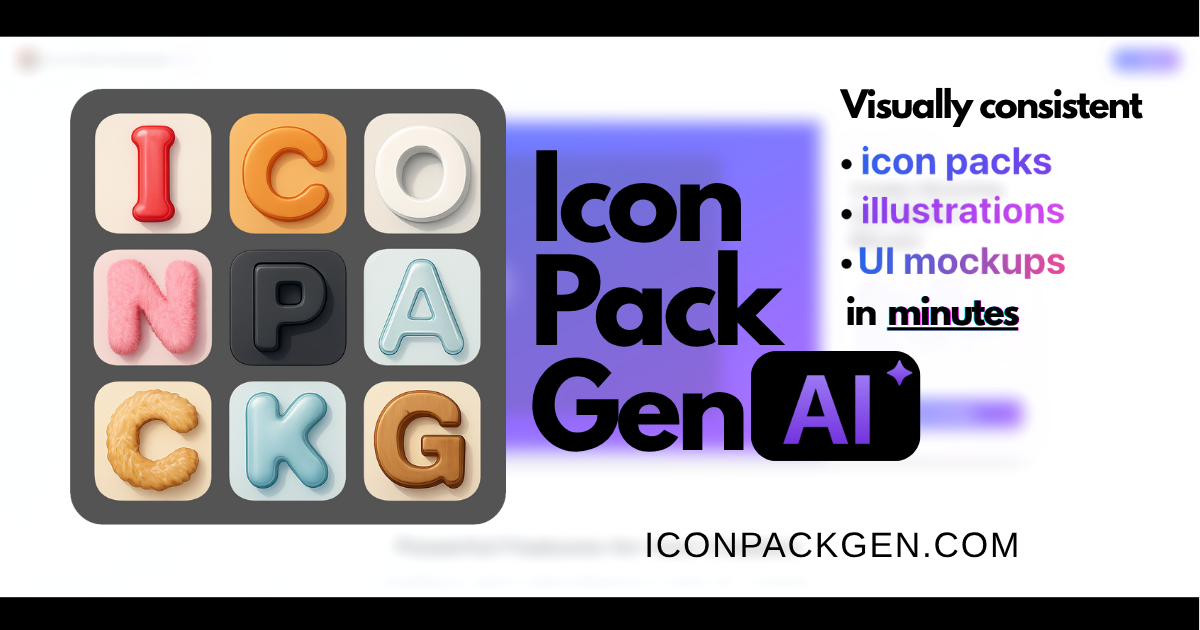 I C O
N P A
C K G
Icon
Pack
Gen AI
Visually consistent
• icon packs
• illustrations
• UI mockups
in minutes
ICONPACKGEN.COM